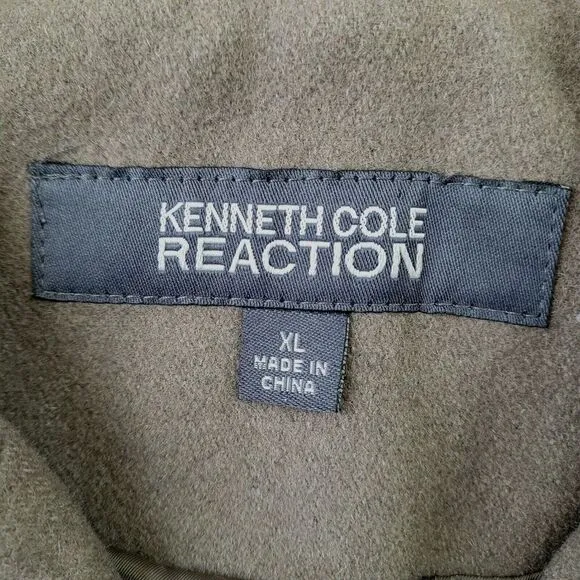 KENNETH COLE
REACTION
XL
MADE IN
CHINA